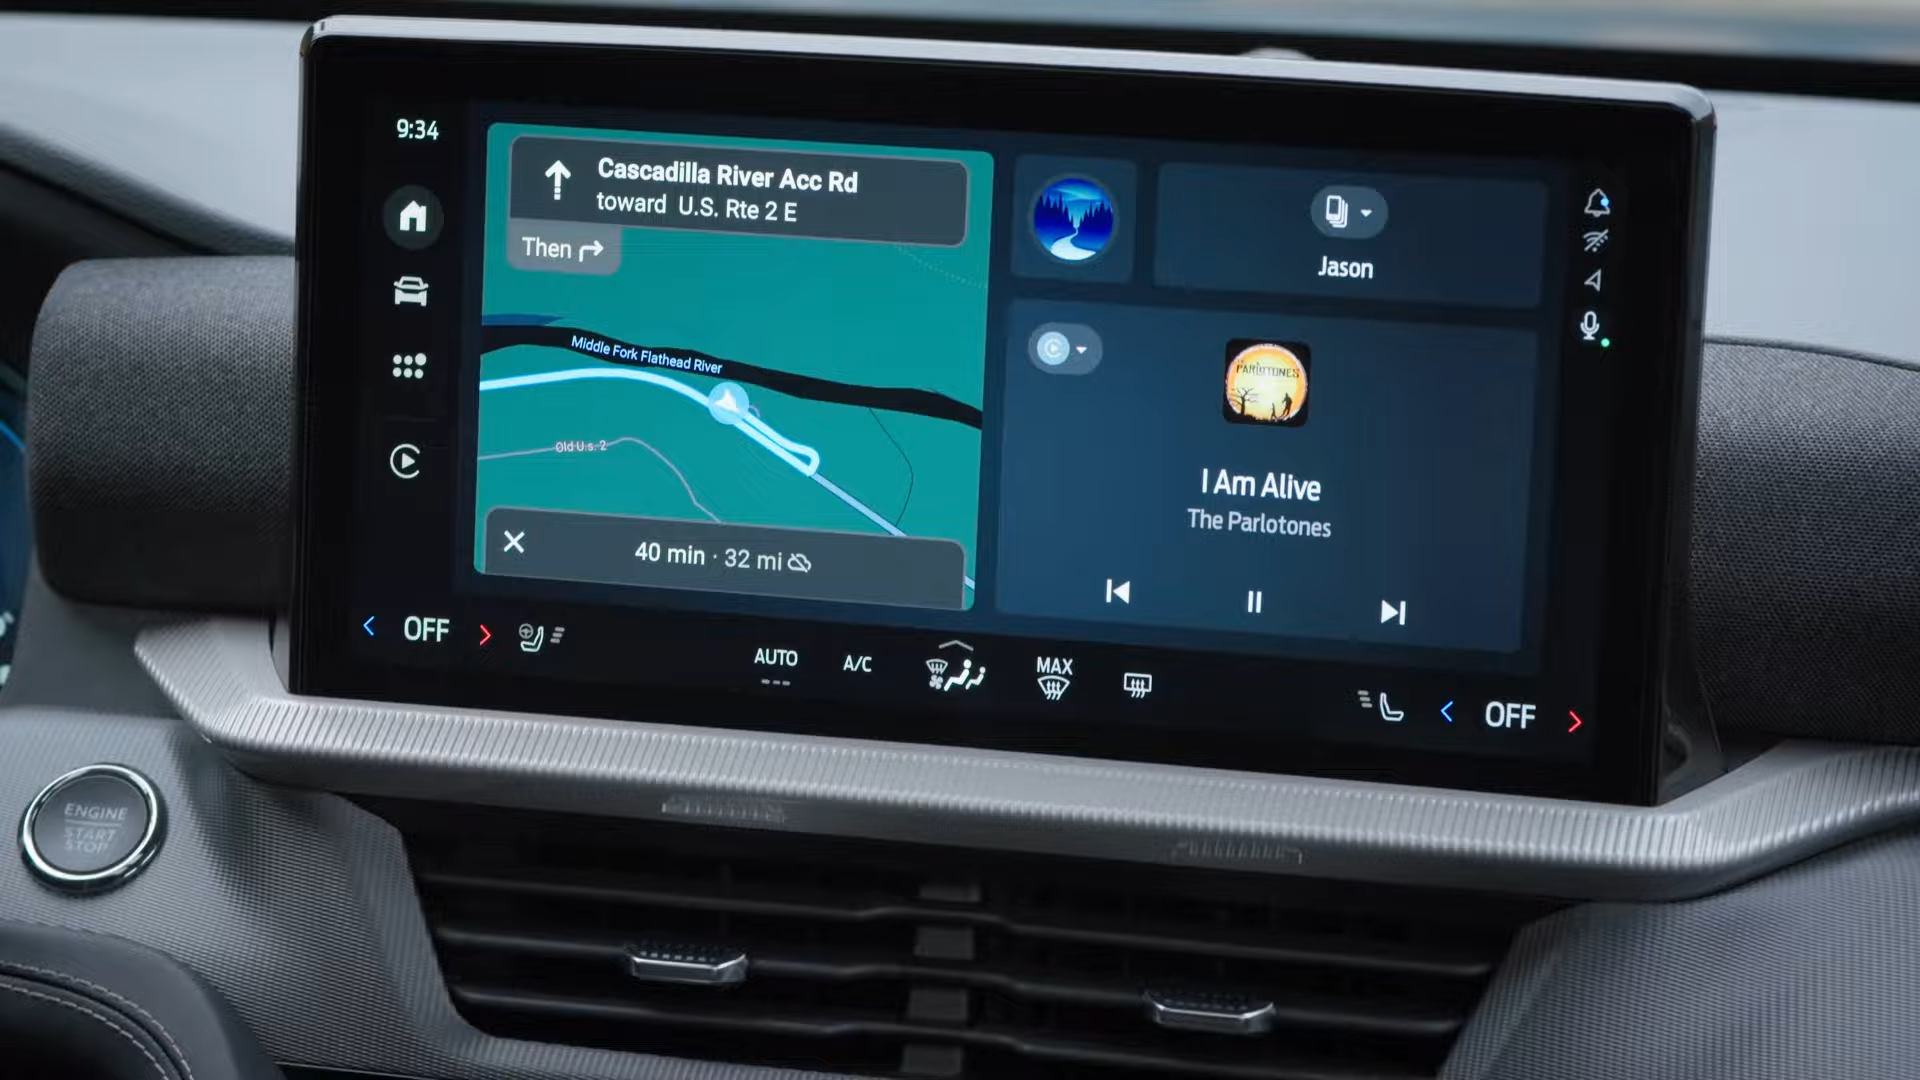 9:34
Cascadilla River Acc Rd
toward U.S. Rte 2 E
Then
Middle Fork Flathead River
Old U.S. 2
40 min · 32 mi
Jason
PARLOTONES
I Am Alive
The Parlotones
OFF
AUTO
A/C
MAX
OFF
ENGINE
START
STOP